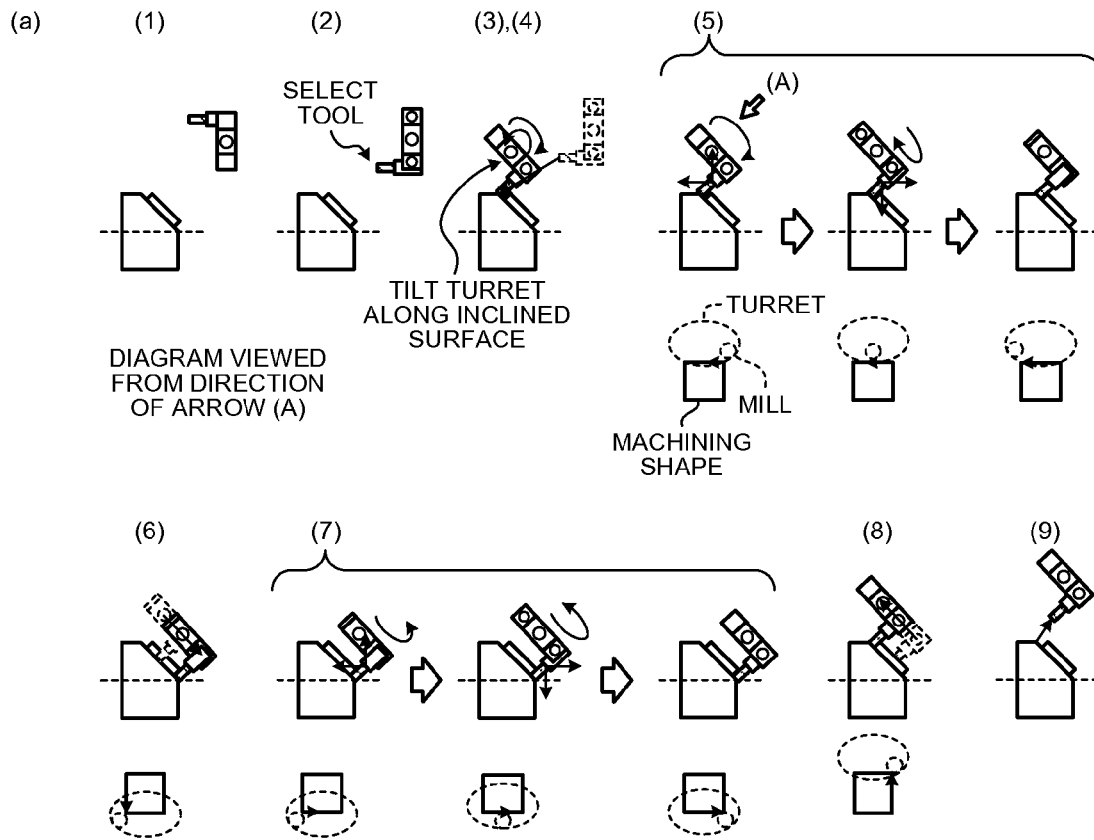 (a)
(1)
(2)
(3),(4)
(5)
SELECT
TOOL
(A)
TILT TURRET
ALONG INCLINED
SURFACE
DIAGRAM VIEWED
FROM DIRECTION
OF ARROW (A)
TURRET
MILL
MACHINING
SHAPE
(6)
(7)
(8)
(9)